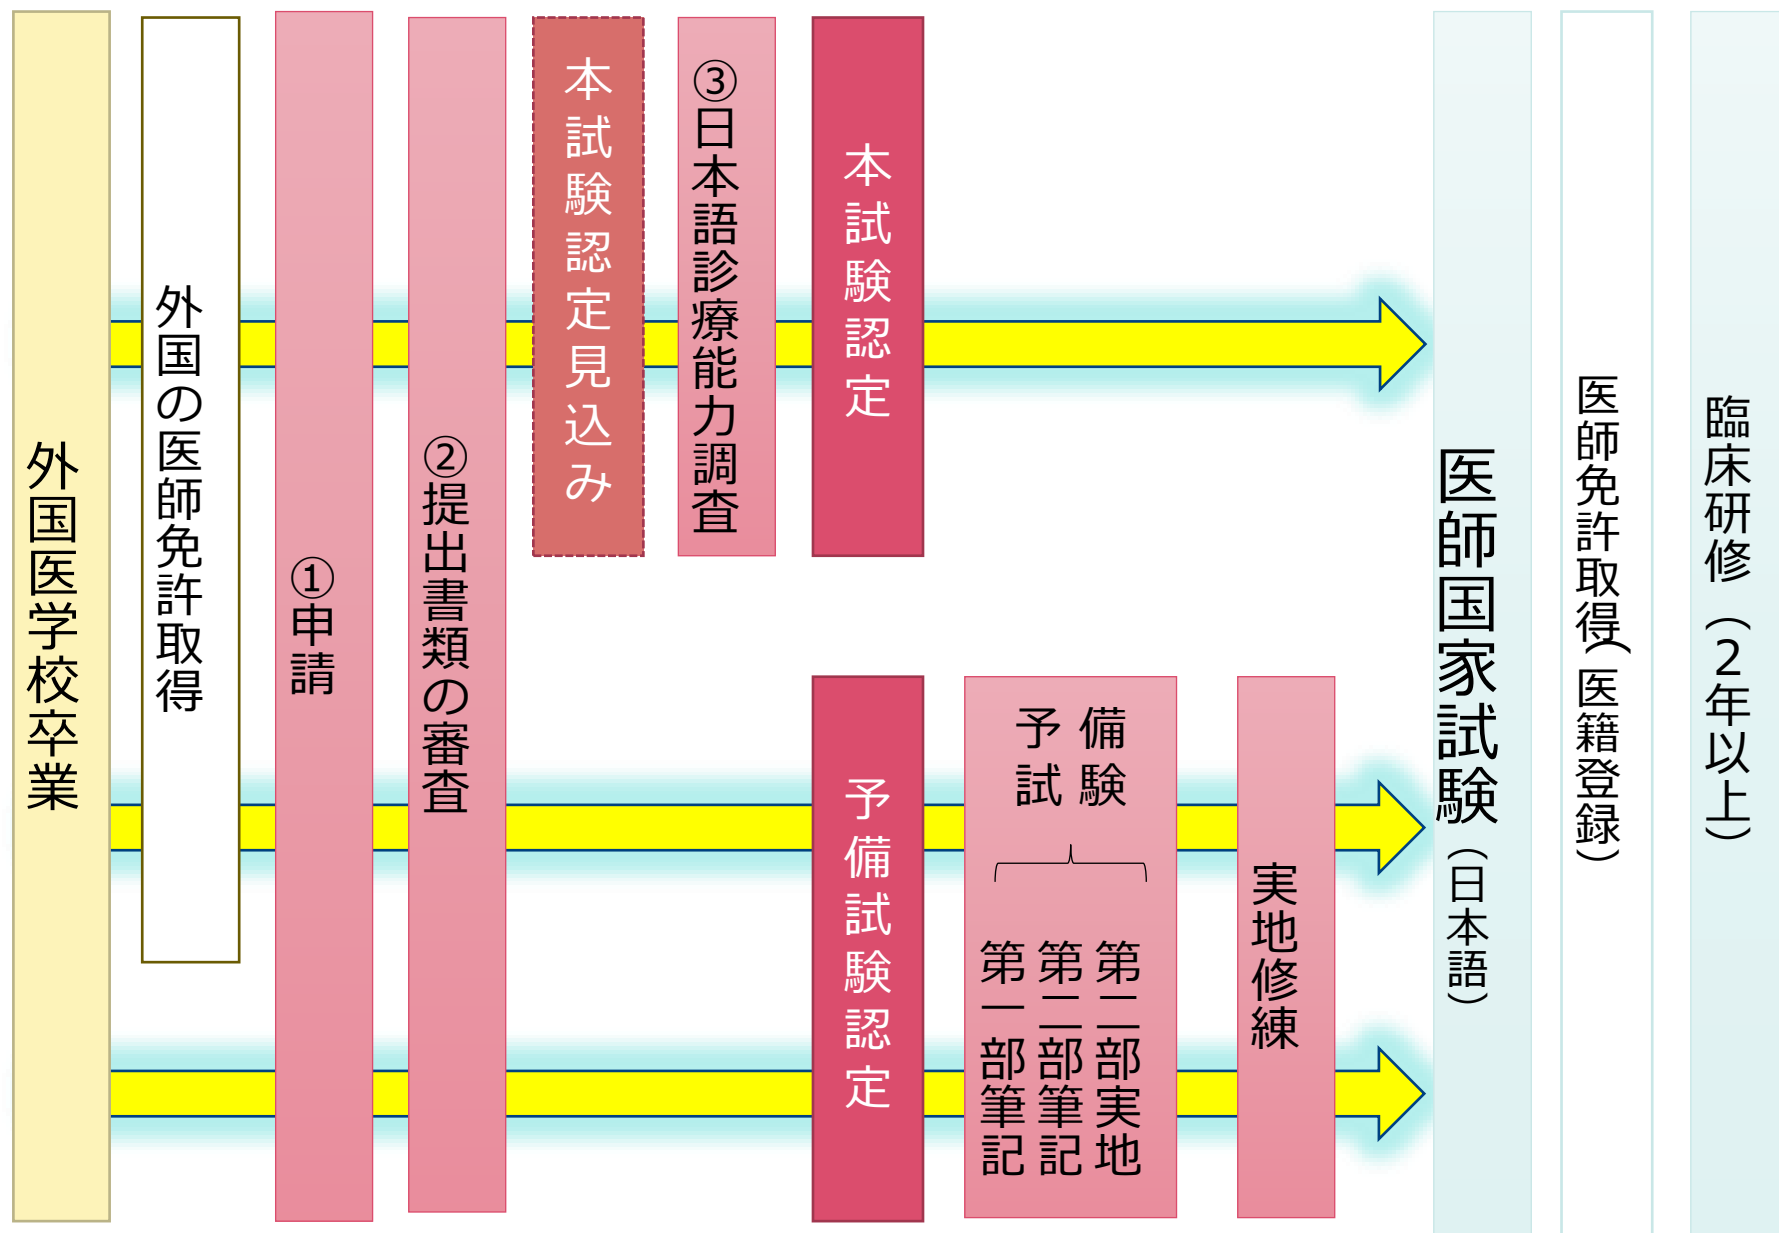 外国医学校卒業
外国の医師免許取得
①申請
②提出書類の審査
本試験認定見込み
③日本語診療能力調査
本試験認定
予備試験認定
予備
試験
第一部筆記
第二部筆記
第二部実地
実地修練
医師国家試験(日本語)
医師免許取得(医籍登録)
臨床研修(2年以上)